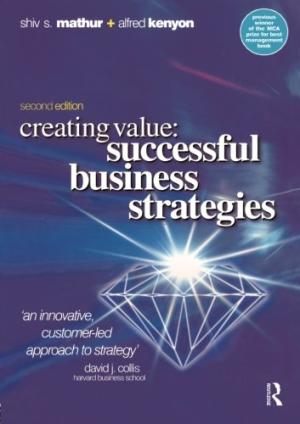 shiv s. mathur + alfred kenyon
previous
winner
of the MCA
prize for best
management
book
second edition
creating value:
successful
business
strategies
'an innovative,
customer-led
approach to strategy'
david j. collis
harvard business school
R